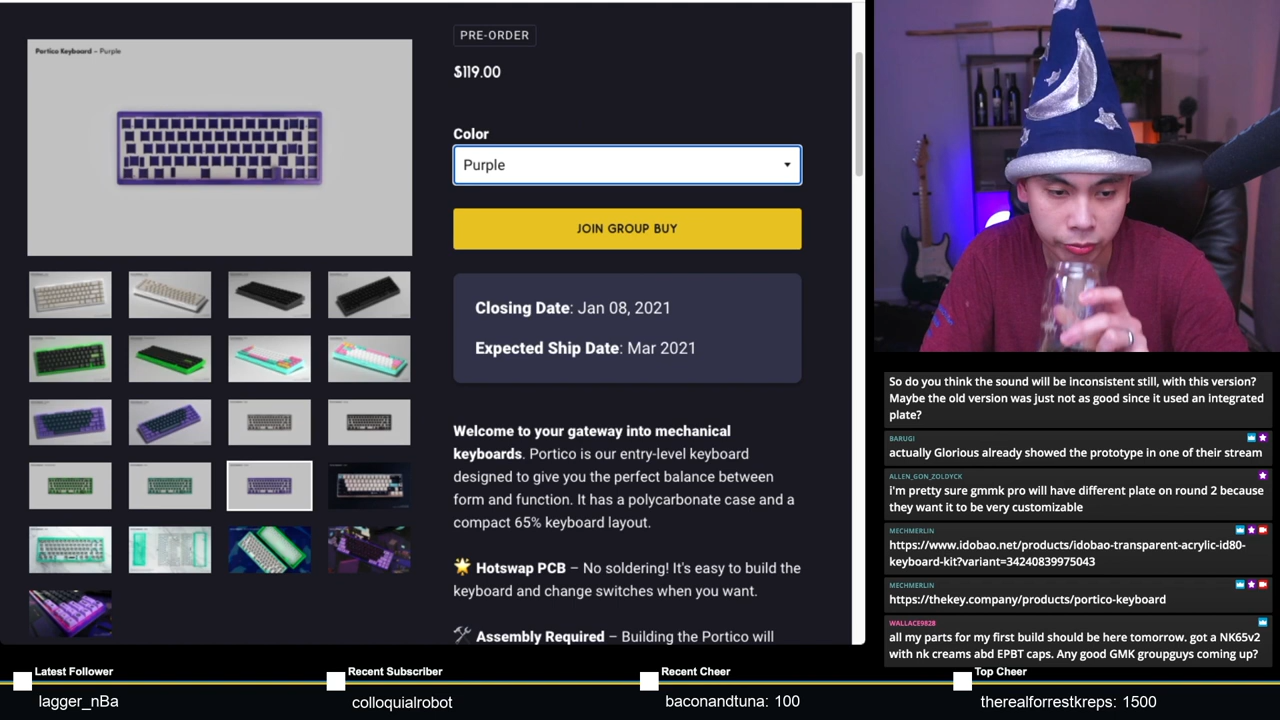 Portico Keyboard – Purple
PRE-ORDER
$119.00
Color
Purple
JOIN GROUP BUY
Closing Date: Jan 08, 2021
Expected Ship Date: Mar 2021
Welcome to your gateway into mechanical
keyboards. Portico is our entry-level keyboard
designed to give you the perfect balance between
form and function. It has a polycarbonate case and a
compact 65% keyboard layout.
🌟 Hotswap PCB – No soldering! It's easy to build the
keyboard and change switches when you want.
🛠 Assembly Required – Building the Portico will
So do you think the sound will be inconsistent still, with this version?
Maybe the old version was just not as good since it used an integrated
plate?
BARUGI
actually Glorious already showed the prototype in one of their stream
ALLEN_GON_ZOLDYCK
i'm pretty sure gmmk pro will have different plate on round 2 because
they want it to be very customizable
MECHMERLIN
https://www.idobao.net/products/idobao-transparent-acrylic-id80-
keyboard-kit?variant=34240839975043
MECHMERLIN
https://thekey.company/products/portico-keyboard
WALLACE9828
all my parts for my first build should be here tomorrow. got a NK65v2
with nk creams abd EPBT caps. Any good GMK groupguys coming up?
Latest Follower
lagger_nBa
Recent Subscriber
colloquialrobot
Recent Cheer
baconandtuna: 100
Top Cheer
therealforrestkreps: 1500